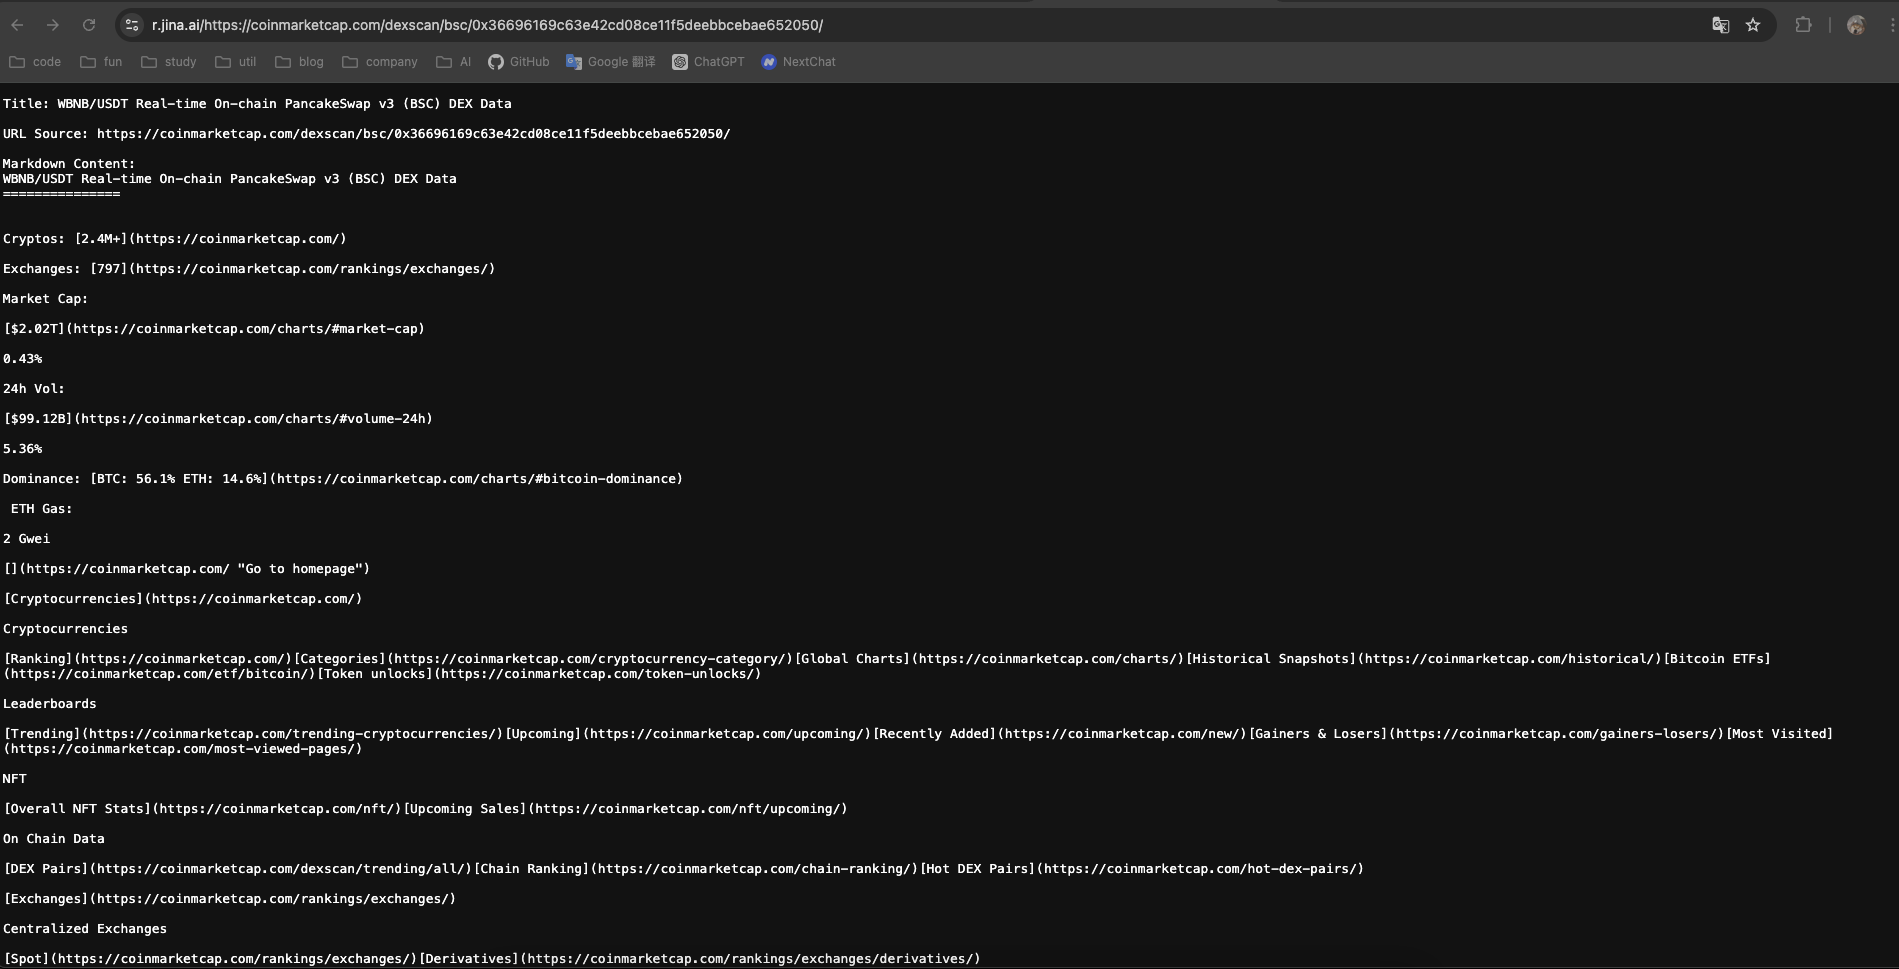 r.jina.ai/https://coinmarketcap.com/dexscan/bsc/0x36696169c63e42cd08ce11f5deebbcebae652050/
code fun study util blog company AI GitHub Google 翻译 ChatGPT NextChat
Title: WBNB/USDT Real-time On-chain PancakeSwap v3 (BSC) DEX Data
URL Source: https://coinmarketcap.com/dexscan/bsc/0x36696169c63e42cd08ce11f5deebbcebae652050/
Markdown Content:
WBNB/USDT Real-time On-chain PancakeSwap v3 (BSC) DEX Data
===============
Cryptos: [2.4M+](https://coinmarketcap.com/)
Exchanges: [797](https://coinmarketcap.com/rankings/exchanges/)
Market Cap:
[$2.02T](https://coinmarketcap.com/charts/#market-cap)
0.43%
24h Vol:
[$99.12B](https://coinmarketcap.com/charts/#volume-24h)
5.36%
Dominance: [BTC: 56.1% ETH: 14.6%](https://coinmarketcap.com/charts/#bitcoin-dominance)
ETH Gas:
2 Gwei
[](https://coinmarketcap.com/ "Go to homepage")
[Cryptocurrencies](https://coinmarketcap.com/)
Cryptocurrencies
[Ranking](https://coinmarketcap.com/)[Categories](https://coinmarketcap.com/cryptocurrency-category/)[Global Charts](https://coinmarketcap.com/charts/)[Historical Snapshots](https://coinmarketcap.com/historical/)[Bitcoin ETFs]
(https://coinmarketcap.com/etf/bitcoin/)[Token unlocks](https://coinmarketcap.com/token-unlocks/)
Leaderboards
[Trending](https://coinmarketcap.com/trending-cryptocurrencies/)[Upcoming](https://coinmarketcap.com/upcoming/)[Recently Added](https://coinmarketcap.com/new/)[Gainers & Losers](https://coinmarketcap.com/gainers-losers/)[Most Visited]
(https://coinmarketcap.com/most-viewed-pages/)
NFT
[Overall NFT Stats](https://coinmarketcap.com/nft/)[Upcoming Sales](https://coinmarketcap.com/nft/upcoming/)
On Chain Data
[DEX Pairs](https://coinmarketcap.com/dexscan/trending/all/)[Chain Ranking](https://coinmarketcap.com/chain-ranking/)[Hot DEX Pairs](https://coinmarketcap.com/hot-dex-pairs/)
[Exchanges](https://coinmarketcap.com/rankings/exchanges/)
Centralized Exchanges
[Spot](https://coinmarketcap.com/rankings/exchanges/)[Derivatives](https://coinmarketcap.com/rankings/exchanges/derivatives/)